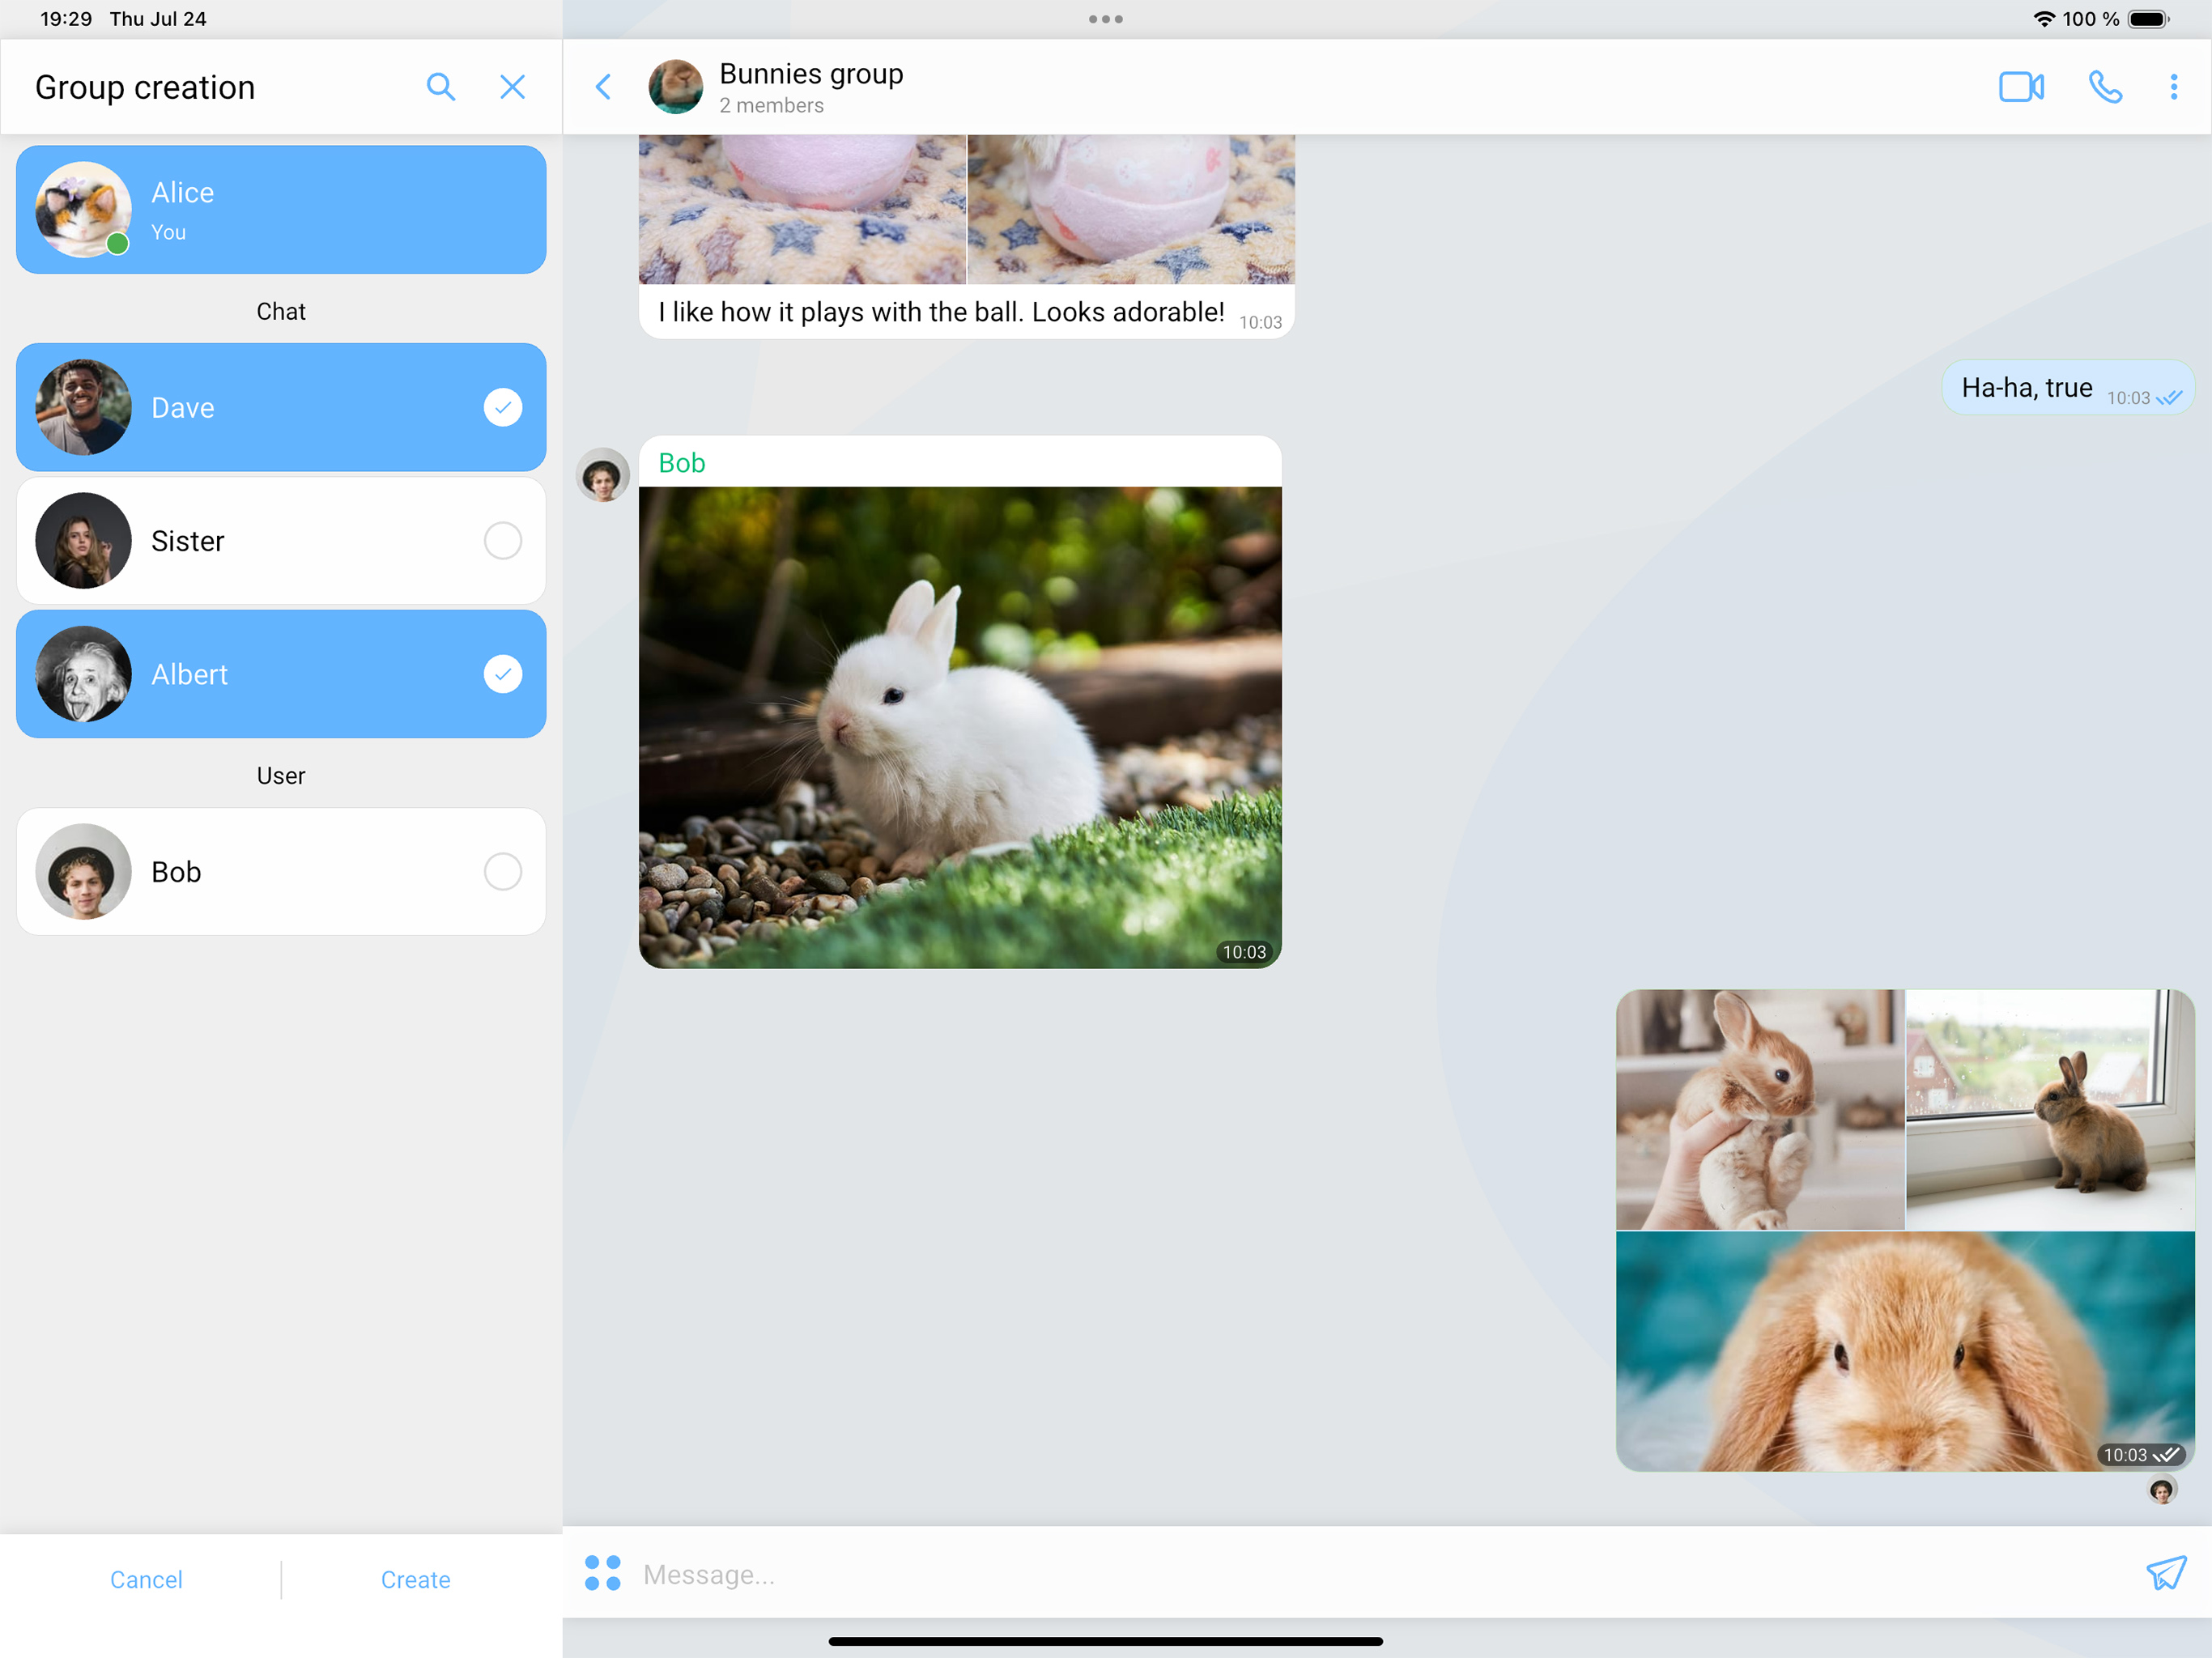 19:29 Thu Jul 24
100 %
Group creation
Alice
You
Chat
Dave
Sister
Albert
User
Bob
Cancel
Create
Bunnies group
2 members
I like how it plays with the ball. Looks adorable! 10:03
Ha-ha, true 10:03
Bob
10:03
10:03
Message...